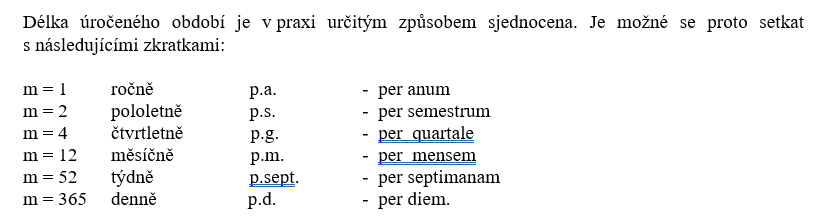 Délka úročeného období je v praxi určitým způsobem sjednocena. Je možné se proto setkat
s následujícími zkratkami:
m = 1 ročně p.a. - per anum
m = 2 pololetně p.s. - per semestrum
m = 4 čtvrtletně p.g. - per quartale
m = 12 měsíčně p.m. - per mensem
m = 52 týdně p.sept. - per septimanam
m = 365 denně p.d. - per diem.